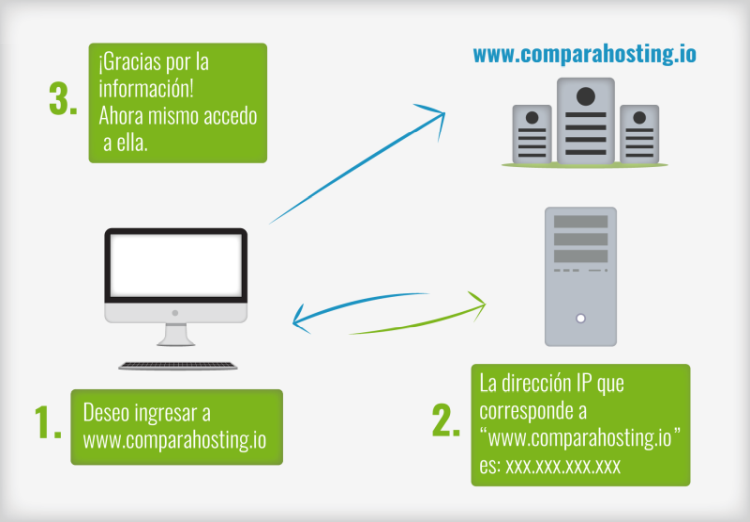 www.comparahosting.io
3.
¡Gracias por la
información!
Ahora mismo accedo
a ella.
1.
Deseo ingresar a
www.comparahosting.io
2.
La dirección IP que
corresponde a
“www.comparahosting.io”
es: xxx.xxx.xxx.xxx